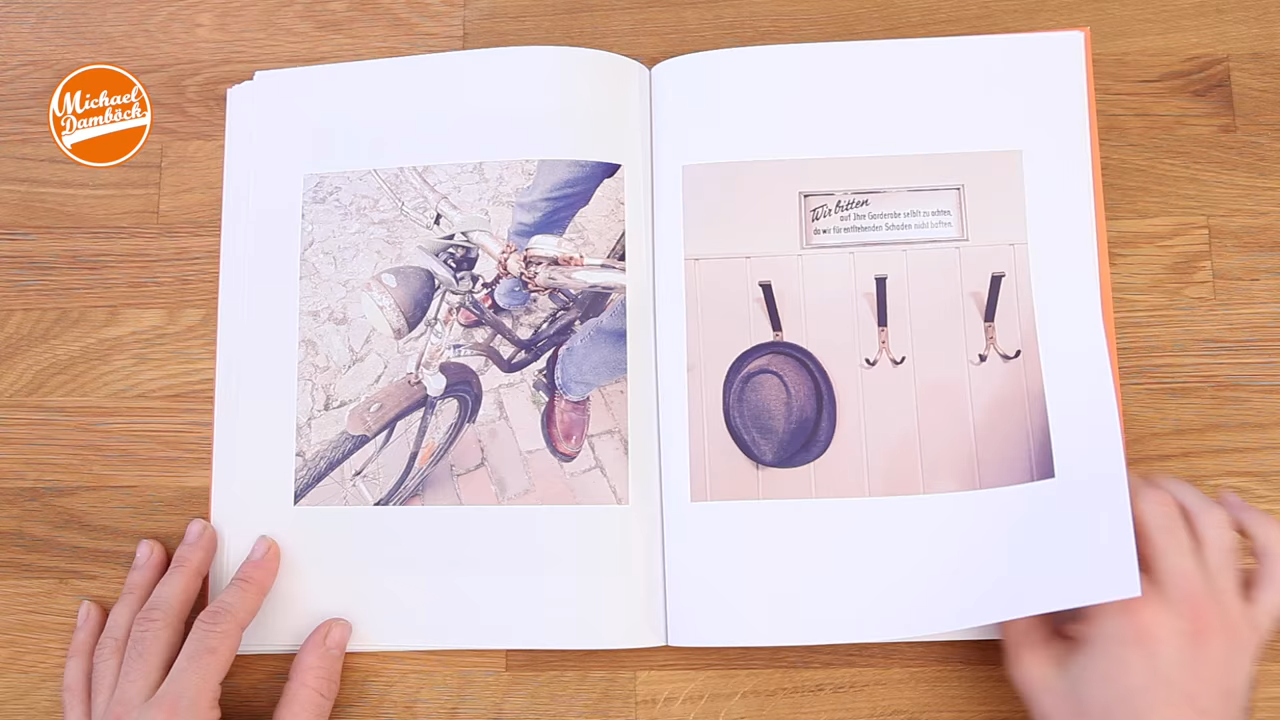 Michael
Damböck
Wir bitten
auf Ihre Garderobe selbst zu achten,
da wir für entstehenden Schaden nicht haften.